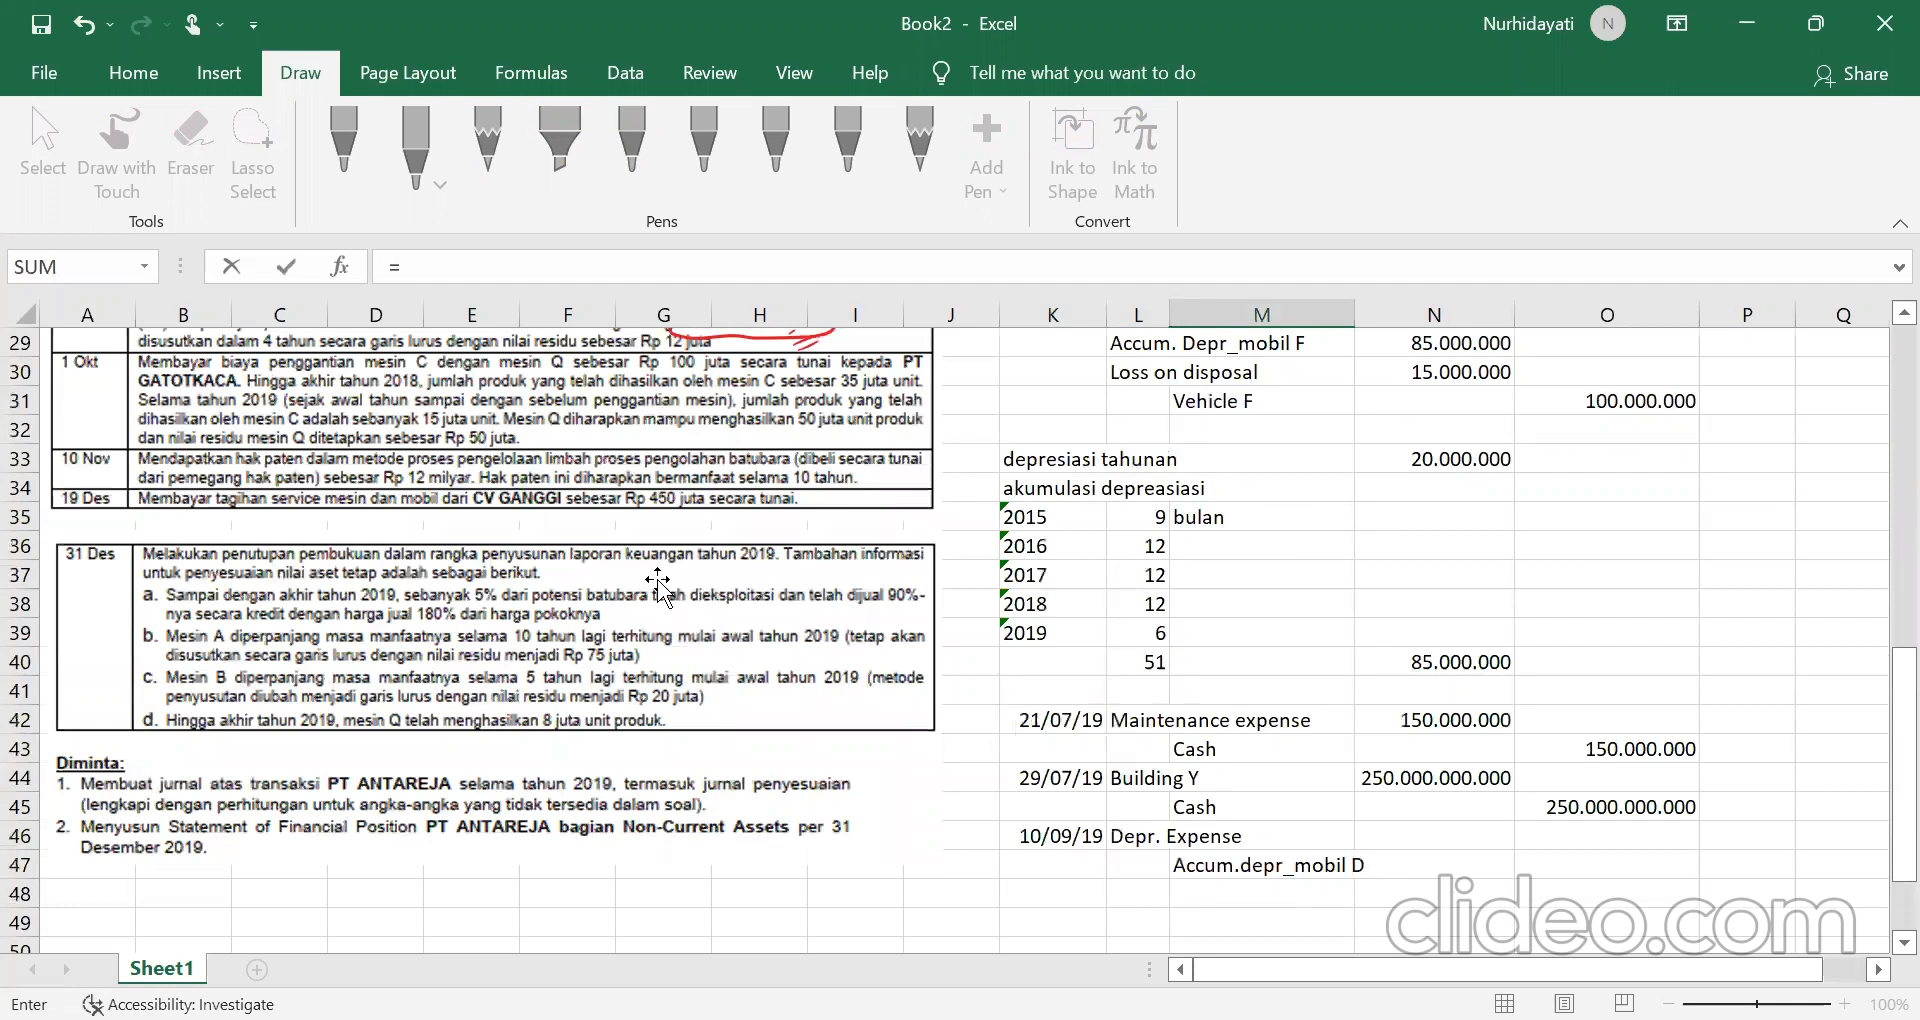 Book2 - Excel
Nurhidayati
N
File Home Insert Draw Page Layout Formulas Data Review View Help Tell me what you want to do Share
Select
Draw with Touch
Eraser
Lasso Select
Add Pen
Ink to Shape
Ink to Math
Tools Pens Convert
SUM fx =
A B C D E F G H I J K L M N O P Q
29
30
31
32
33
34
35
36
37
38
39
40
41
42
43
44
45
46
47
48
49
50
disusutkan dalam 4 tahun secara garis lurus dengan nilai residu sebesar Rp 12 juta
1 Okt Membayar biaya penggantian mesin C dengan mesin Q sebesar Rp 100 juta secara tunai kepada PT
GATOTKACA. Hingga akhir tahun 2018, jumlah produk yang telah dihasilkan oleh mesin C sebesar 35 juta unit.
Selama tahun 2019 (sejak awal tahun sampai dengan sebelum penggantian mesin), jumlah produk yang telah
dihasilkan oleh mesin C adalah sebanyak 15 juta unit. Mesin Q diharapkan mampu menghasilkan 50 juta unit produk
dan nilai residu mesin Q ditetapkan sebesar Rp 50 juta.
10 Nov Mendapatkan hak paten dalam metode proses pengelolaan limbah proses pengolahan batubara (dibeli secara tunai
dari pemegang hak paten) sebesar Rp 12 milyar. Hak paten ini diharapkan bermanfaat selama 10 tahun.
19 Des Membayar tagihan service mesin dan mobil dari CV GANGGI sebesar Rp 450 juta secara tunai.
31 Des Melakukan penutupan pembukuan dalam rangka penyusunan laporan keuangan tahun 2019. Tambahan informasi
untuk penyesuaian nilai aset tetap adalah sebagai berikut.
a. Sampai dengan akhir tahun 2019, sebanyak 5% dari potensi batubara dieksploitasi dan telah dijual 90%-
nya secara kredit dengan harga jual 180% dari harga pokoknya
b. Mesin A diperpanjang masa manfaatnya selama 10 tahun lagi terhitung mulai awal tahun 2019 (tetap akan
disusutkan secara garis lurus dengan nilai residu menjadi Rp 75 juta)
c. Mesin B diperpanjang masa manfaatnya selama 5 tahun lagi terhitung mulai awal tahun 2019 (metode
penyusutan diubah menjadi garis lurus dengan nilai residu menjadi Rp 20 juta)
d. Hingga akhir tahun 2019, mesin Q telah menghasilkan 8 juta unit produk.
Diminta:
1. Membuat jurnal atas transaksi PT ANTAREJA selama tahun 2019, termasuk jurnal penyesuaian
(lengkapi dengan perhitungan untuk angka-angka yang tidak tersedia dalam soal).
2. Menyusun Statement of Financial Position PT ANTAREJA bagian Non-Current Assets per 31
Desember 2019.
Accum. Depr_mobil F 85.000.000
Loss on disposal 15.000.000
Vehicle F 100.000.000
depresiasi tahunan 20.000.000
akumulasi depreasiasi
2015 9 bulan
2016 12
2017 12
2018 12
2019 6
51 85.000.000
21/07/19 Maintenance expense 150.000.000
Cash 150.000.000
29/07/19 Building Y 250.000.000.000
Cash 250.000.000.000
10/09/19 Depr. Expense
Accum.depr_mobil D
clideo.com
Sheet1
Enter Accessibility: Investigate 100%